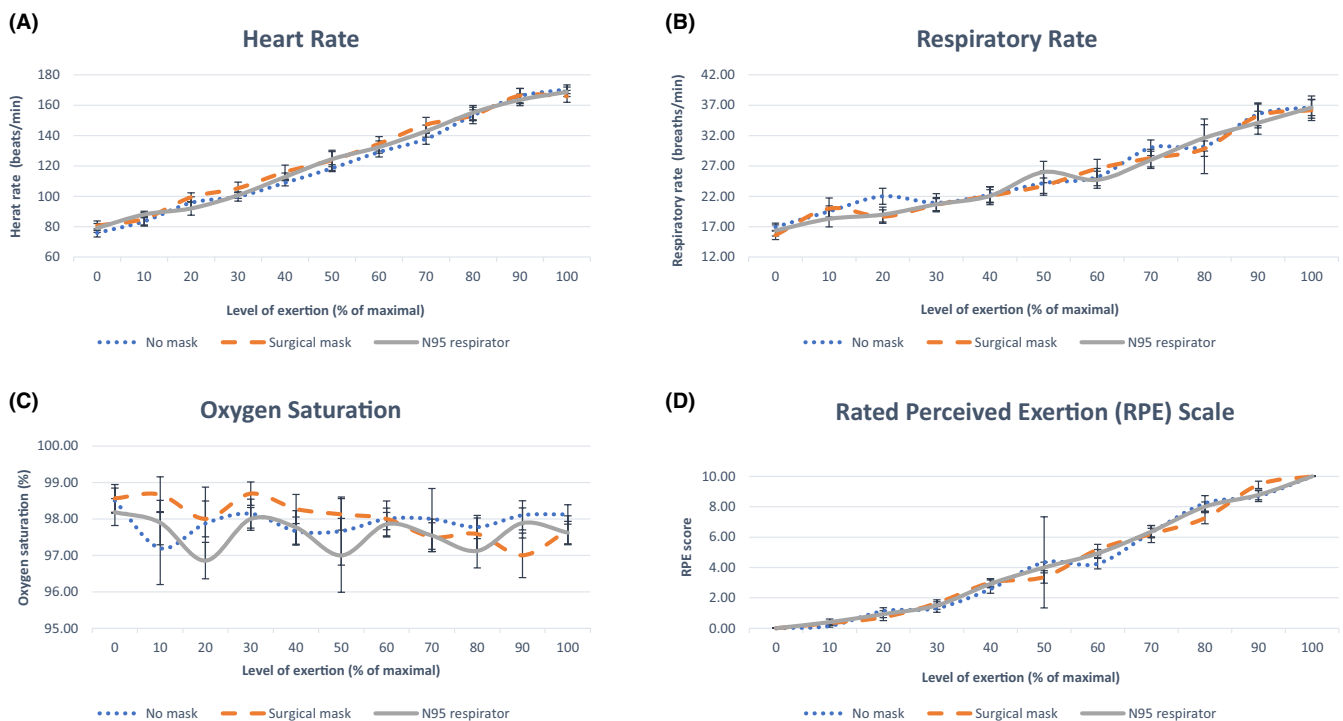 (A)
Heart Rate
Herat rate (beats/min)
180
160
140
120
100
80
60
0 10 20 30 40 50 60 70 80 90 100
Level of exertion (% of maximal)
No mask Surgical mask N95 respirator
(B)
Respiratory Rate
Respiratory rate (breaths/min)
42.00
37.00
32.00
27.00
22.00
17.00
12.00
0 10 20 30 40 50 60 70 80 90 100
Level of exertion (% of maximal)
No mask Surgical mask N95 respirator
(C)
Oxygen Saturation
Oxygen saturation (%)
100.00
99.00
98.00
97.00
96.00
95.00
0 10 20 30 40 50 60 70 80 90 100
Level of exertion (% of maximal)
No mask Surgical mask N95 respirator
(D)
Rated Perceived Exertion (RPE) Scale
RPE score
10.00
8.00
6.00
4.00
2.00
0.00
0 10 20 30 40 50 60 70 80 90 100
Level of exertion (% of maximal)
No mask Surgical mask N95 respirator